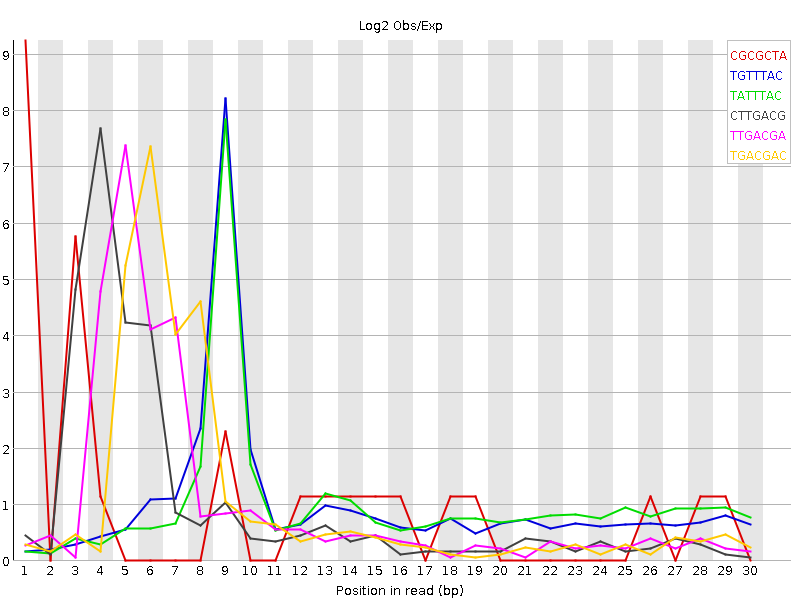 Log2 Obs/Exp
9
8
7
6
5
4
3
2
1
0
CGCGCTA
TGTTTAC
TATTTAC
CTTGACG
TTGACGA
TGACGAC
1 2 3 4 5 6 7 8 9 10 11 12 13 14 15 16 17 18 19 20 21 22 23 24 25 26 27 28 29 30
Position in read (bp)